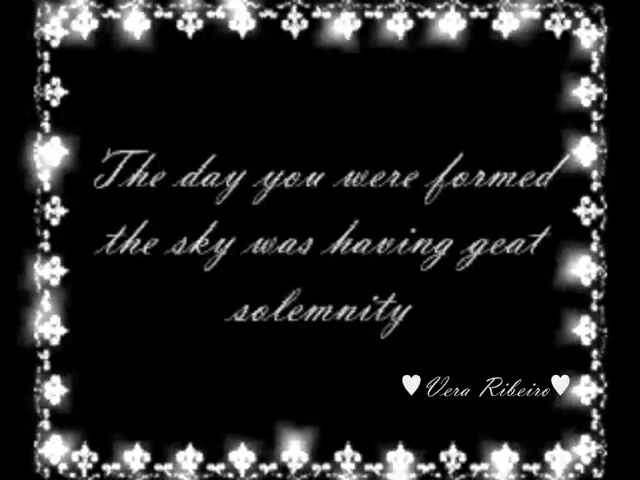 The day you were formed
the sky was having geat
solemnity
♥Vera Ribeiro♥